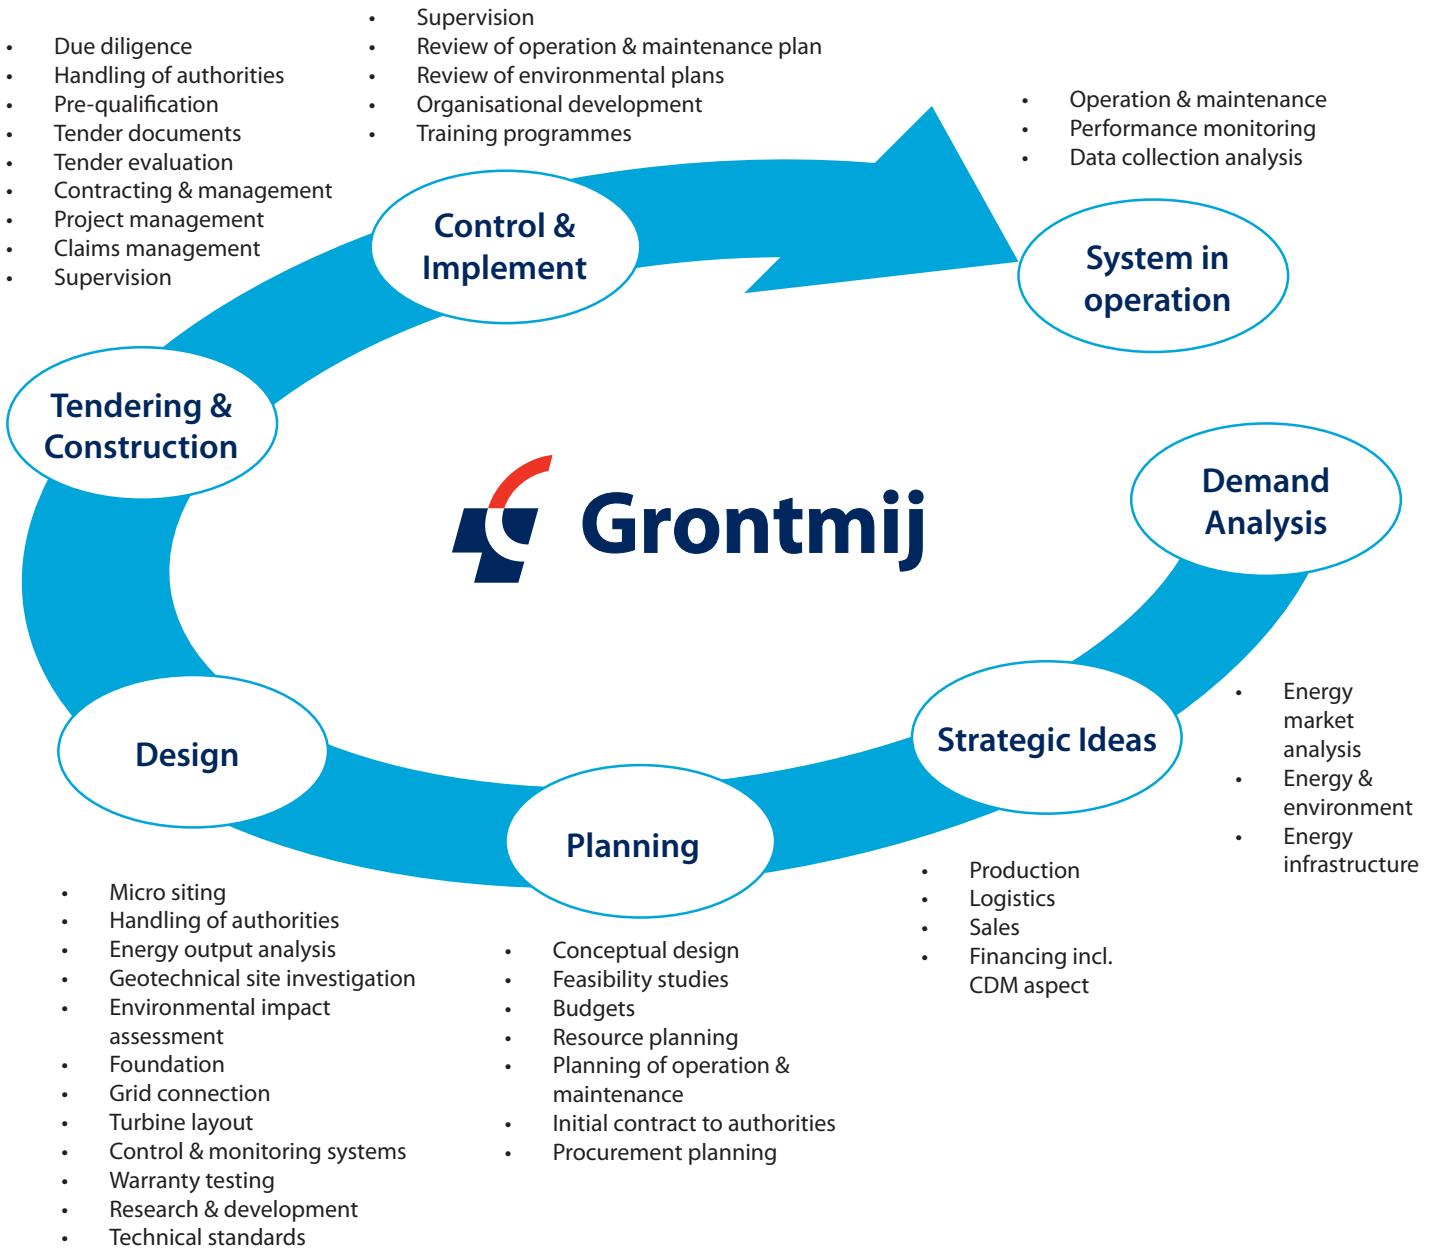 • Supervision
• Review of operation & maintenance plan
• Review of environmental plans
• Organisational development
• Training programmes
• Due diligence
• Handling of authorities
• Pre-qualification
• Tender documents
• Tender evaluation
• Contracting & management
• Project management
• Claims management
• Supervision
• Operation & maintenance
• Performance monitoring
• Data collection analysis
Control &
Implement
System in
operation
Tendering &
Construction
Grontmij
Demand
Analysis
• Energy
market
analysis
• Energy &
environment
• Energy
infrastructure
Strategic Ideas
Design
Planning
• Production
• Logistics
• Sales
• Financing incl.
CDM aspect
• Micro siting
• Handling of authorities
• Energy output analysis
• Geotechnical site investigation
• Environmental impact
assessment
• Foundation
• Grid connection
• Turbine layout
• Control & monitoring systems
• Warranty testing
• Research & development
• Technical standards
• Conceptual design
• Feasibility studies
• Budgets
• Resource planning
• Planning of operation &
maintenance
• Initial contract to authorities
• Procurement planning